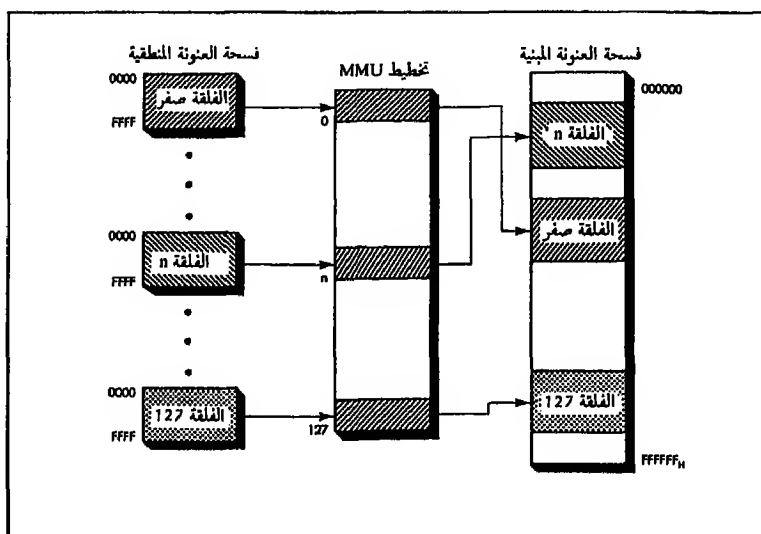 فسحة العنونة المنطقية
تخطيط MMU
فسحة العنونة المبنية
0000
الفلقة صفر
FFFF
0
000000
الفلقة n
الفلقة صفر
0000
الفلقة n
FFFF
n
0000
الفلقة 127
FFFF
127
الفلقة 127
FFFFFFH